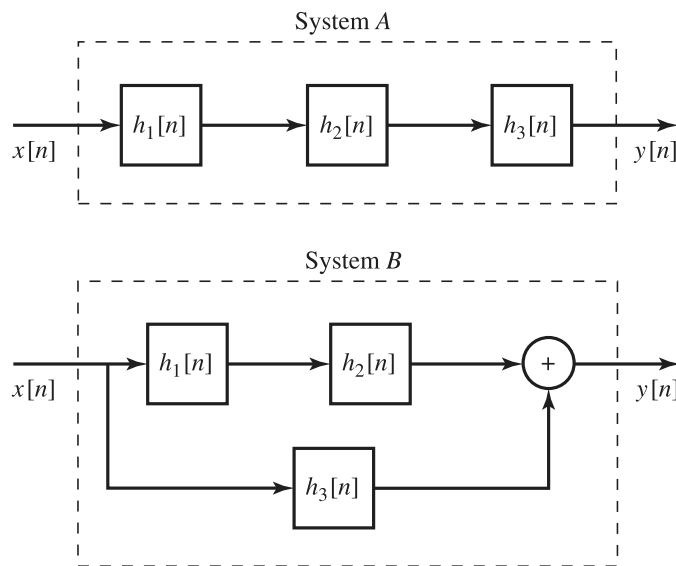 System A
h₁[n] h₂[n] h₃[n]
x[n] y[n]
System B
h₁[n] h₂[n] +
x[n] y[n]
h₃[n]